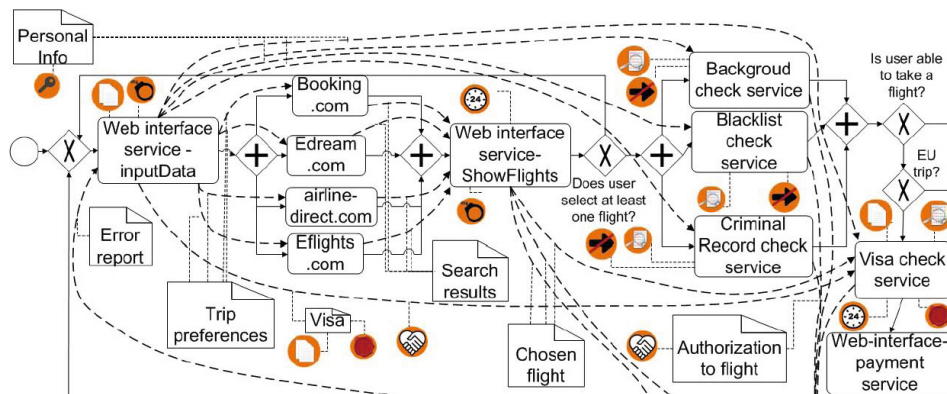 Personal
Info
Booking
.com
Web interface
service -
inputData
Edream
.com
airline-
direct.com
Eflights
.com
24
Web interface
service-
ShowFlights
Does user
select at least
one flight?
Backgroud
check service
Blacklist
check
service
Criminal
Record check
service
Is user able
to take a
flight?
EU
trip?
Visa check
service
24
Web-interface-
payment
service
Error
report
Trip
preferences
Visa
Search
results
Chosen
flight
Authorization
to flight